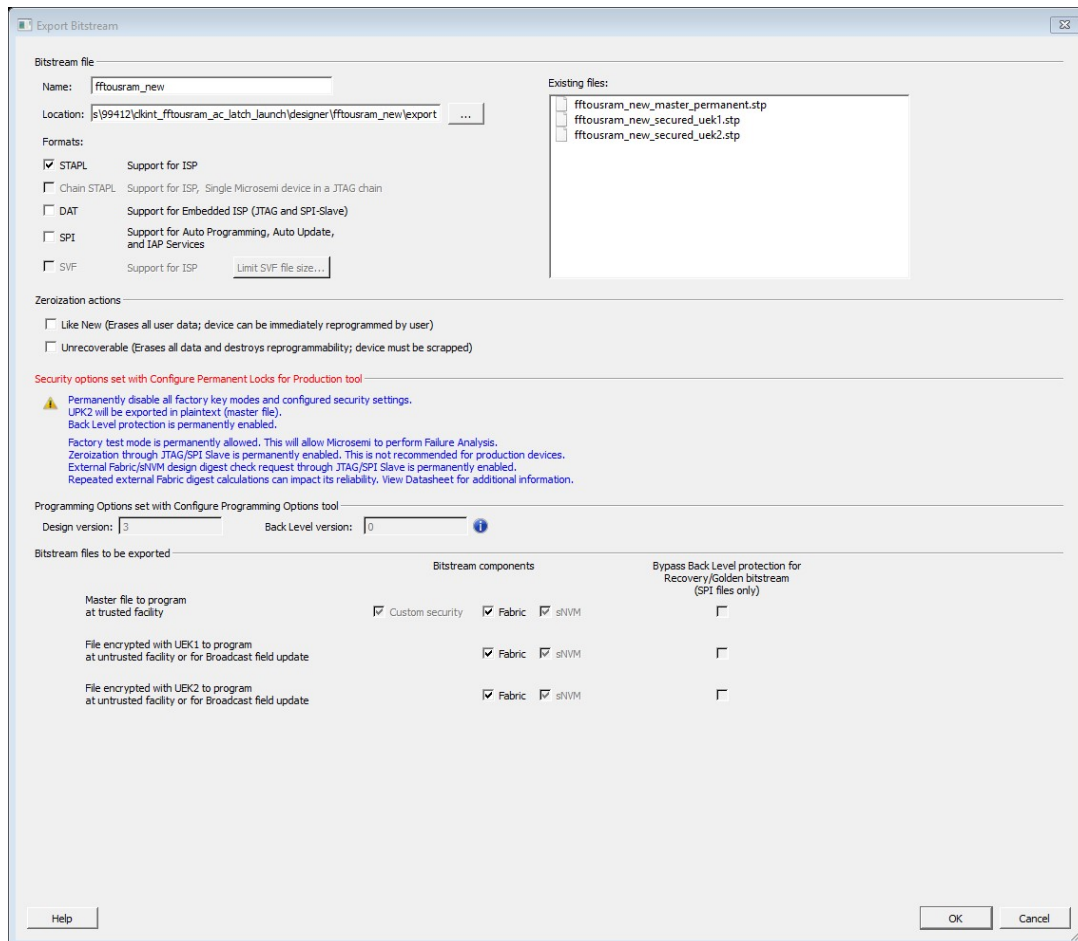 Export Bitstream
Bitstream file
Name: fftousram_new
Existing files:
Location: s\99412\clkint_fftousram_ac_latch_launch\designer\fftousram_new\export ...
fftousram_new_master_permanent.stp
fftousram_new_secured_uek1.stp
fftousram_new_secured_uek2.stp
Formats:
STAPL Support for ISP
Chain STAPL Support for ISP, Single Microsemi device in a JTAG chain
DAT Support for Embedded ISP (JTAG and SPI-Slave)
SPI Support for Auto Programming, Auto Update,
and IAP Services
SVF Support for ISP Limit SVF file size...
Zeroization actions
Like New (Erases all user data; device can be immediately reprogrammed by user)
Unrecoverable (Erases all data and destroys reprogrammability; device must be scrapped)
Security options set with Configure Permanent Locks for Production tool
Permanently disable all factory key modes and configured security settings.
UPK2 will be exported in plaintext (master file).
Back Level protection is permanently enabled.
Factory test mode is permanently allowed. This will allow Microsemi to perform Failure Analysis.
Zeroization through JTAG/SPI Slave is permanently enabled. This is not recommended for production devices.
External Fabric/sNVM design digest check request through JTAG/SPI Slave is permanently enabled.
Repeated external Fabric digest calculations can impact its reliability. View Datasheet for additional information.
Programming Options set with Configure Programming Options tool
Design version: 3 Back Level version: 0
Bitstream files to be exported
Bitstream components
Bypass Back Level protection for
Recovery/Golden bitstream
(SPI files only)
Master file to program
at trusted facility
Custom security Fabric sNVM
File encrypted with UEK1 to program
at untrusted facility or for Broadcast field update
Fabric sNVM
File encrypted with UEK2 to program
at untrusted facility or for Broadcast field update
Fabric sNVM
Help OK Cancel